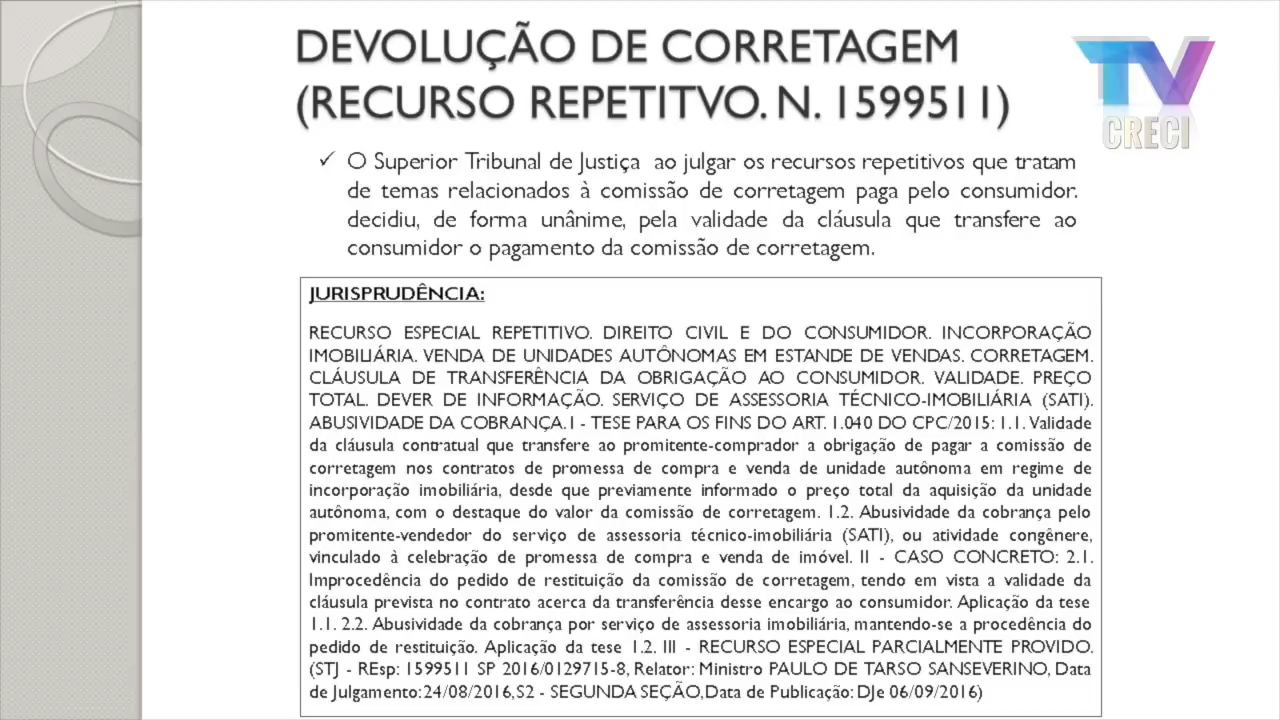 DEVOLUÇÃO DE CORRETAGEM
(RECURSO REPETITVO. N. 1599511)
TV
CRECI
✓ O Superior Tribunal de Justiça ao julgar os recursos repetitivos que tratam
de temas relacionados à comissão de corretagem paga pelo consumidor.
decidiu, de forma unânime, pela validade da cláusula que transfere ao
consumidor o pagamento da comissão de corretagem.
JURISPRUDÊNCIA:
RECURSO ESPECIAL REPETITIVO. DIREITO CIVIL E DO CONSUMIDOR. INCORPORAÇÃO
IMOBILIÁRIA. VENDA DE UNIDADES AUTÔNOMAS EM ESTANDE DE VENDAS. CORRETAGEM.
CLÁUSULA DE TRANSFERÊNCIA DA OBRIGAÇÃO AO CONSUMIDOR. VALIDADE. PREÇO
TOTAL. DEVER DE INFORMAÇÃO. SERVIÇO DE ASSESSORIA TÉCNICO-IMOBILIÁRIA (SATI).
ABUSIVIDADE DA COBRANÇA. I - TESE PARA OS FINS DO ART. 1.040 DO CPC/2015: 1.1. Validade
da cláusula contratual que transfere ao promitente-comprador a obrigação de pagar a comissão de
corretagem nos contratos de promessa de compra e venda de unidade autônoma em regime de
incorporação imobiliária, desde que previamente informado o preço total da aquisição da unidade
autônoma, com o destaque do valor da comissão de corretagem. 1.2. Abusividade da cobrança pelo
promitente-vendedor do serviço de assessoria técnico-imobiliária (SATI), ou atividade congênere,
vinculado à celebração de promessa de compra e venda de imóvel. II - CASO CONCRETO: 2.1.
Improcedência do pedido de restituição da comissão de corretagem, tendo em vista a validade da
cláusula prevista no contrato acerca da transferência desse encargo ao consumidor. Aplicação da tese
1.1. 2.2. Abusividade da cobrança por serviço de assessoria imobiliária, mantendo-se a procedência do
pedido de restituição. Aplicação da tese 1.2. III - RECURSO ESPECIAL PARCIALMENTE PROVIDO.
(STJ - REsp: 1599511 SP 2016/0129715-8, Relator: Ministro PAULO DE TARSO SANSEVERINO, Data
de Julgamento: 24/08/2016, S2 - SEGUNDA SEÇÃO, Data de Publicação: DJe 06/09/2016)